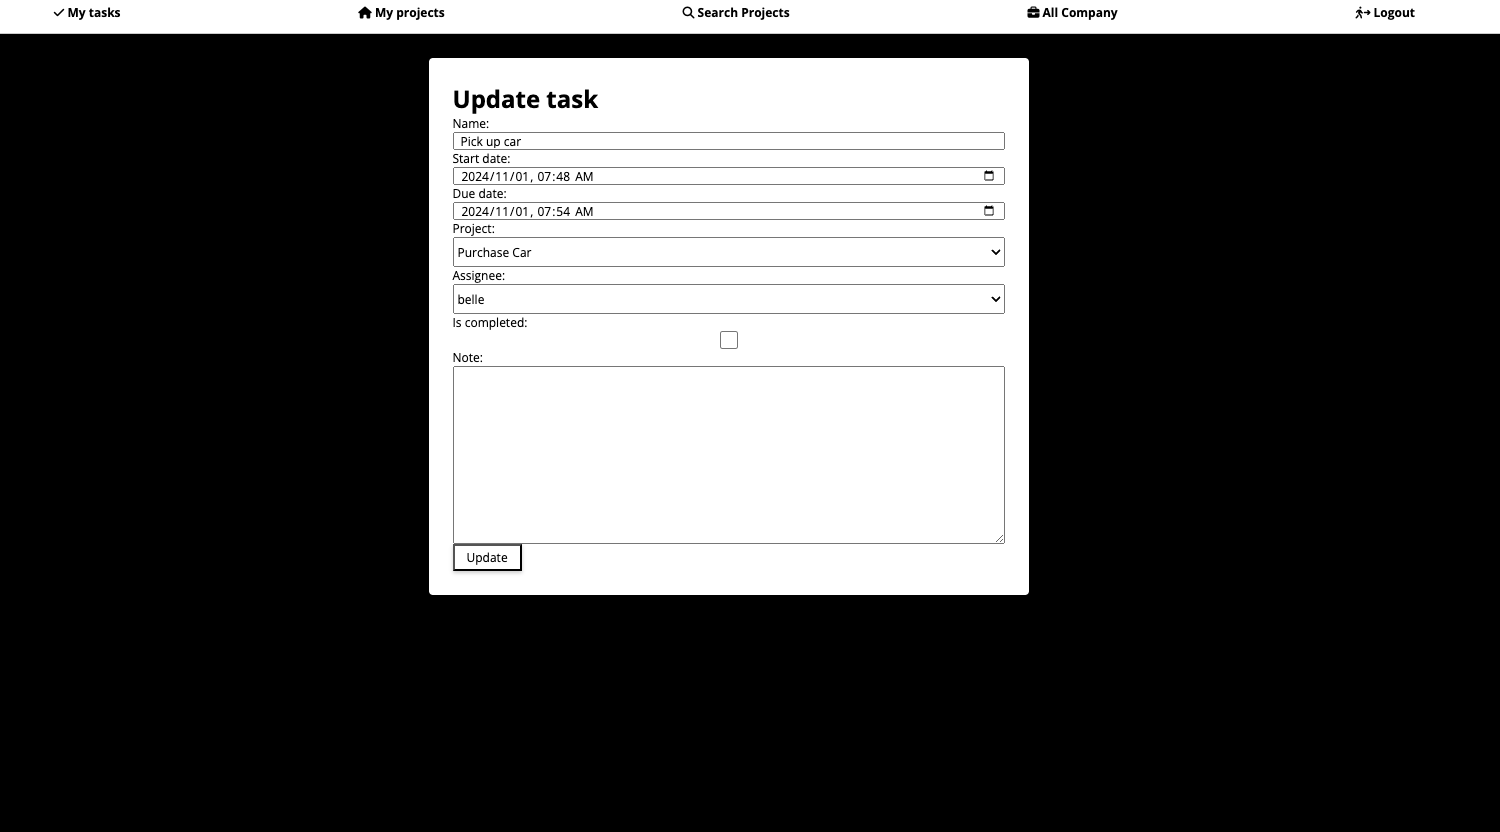 My tasks My projects Search Projects All Company Logout
Update task
Name:
Pick up car
Start date:
2024/11/01, 07:48 AM
Due date:
2024/11/01, 07:54 AM
Project:
Purchase Car
Assignee:
belle
Is completed:
Note:
Update